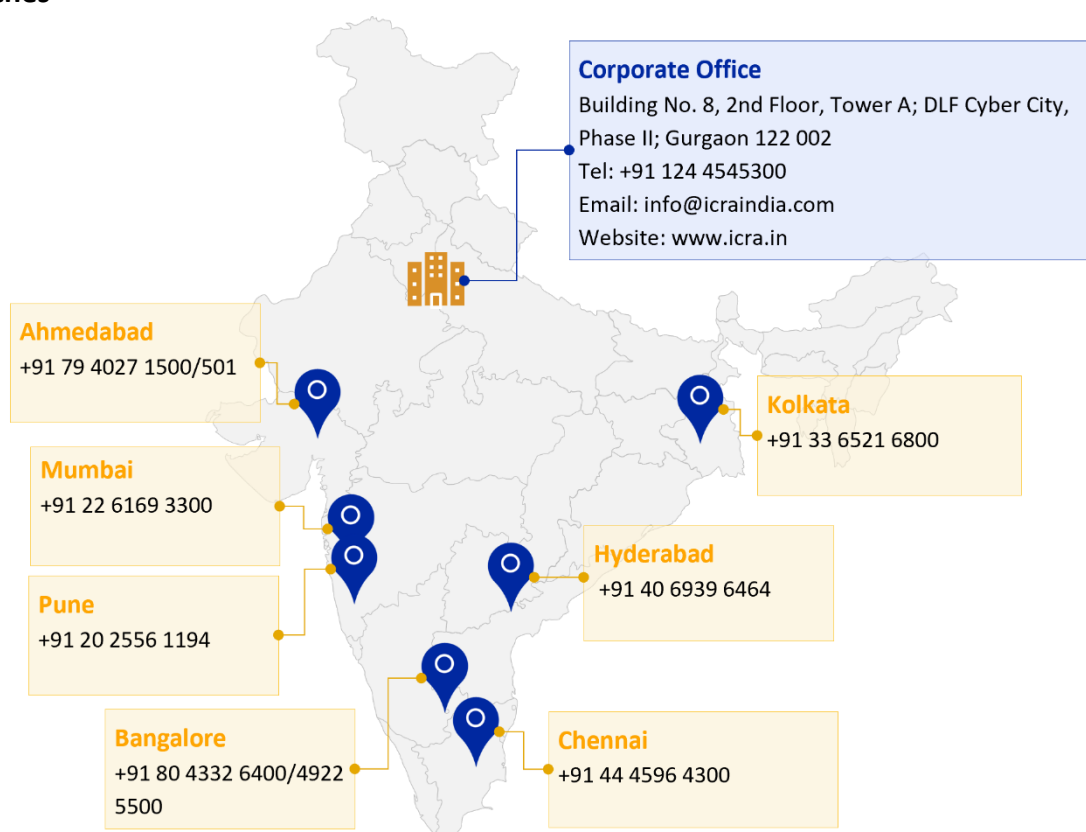 Corporate Office
Building No. 8, 2nd Floor, Tower A; DLF Cyber City,
Phase II; Gurgaon 122 002
Tel: +91 124 4545300
Email: info@icraindia.com
Website: www.icra.in
Ahmedabad
+91 79 4027 1500/501
Kolkata
+91 33 6521 6800
Mumbai
+91 22 6169 3300
Hyderabad
+91 40 6939 6464
Pune
+91 20 2556 1194
Bangalore
+91 80 4332 6400/4922
5500
Chennai
+91 44 4596 4300